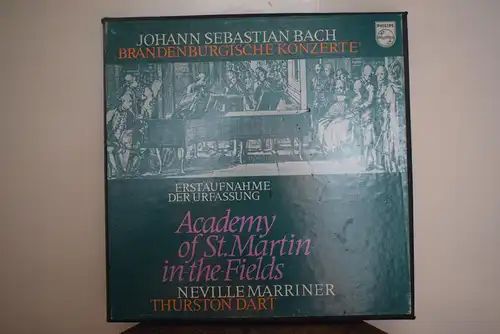 JOHANN SEBASTIAN BACH
BRANDENBURGISCHE KONZERTE
PHILIPS
ERSTAUFNAHME
DER URFASSUNG
Academy
of St. Martin
in the Fields
NEVILLE MARRINER
THURSTON DART